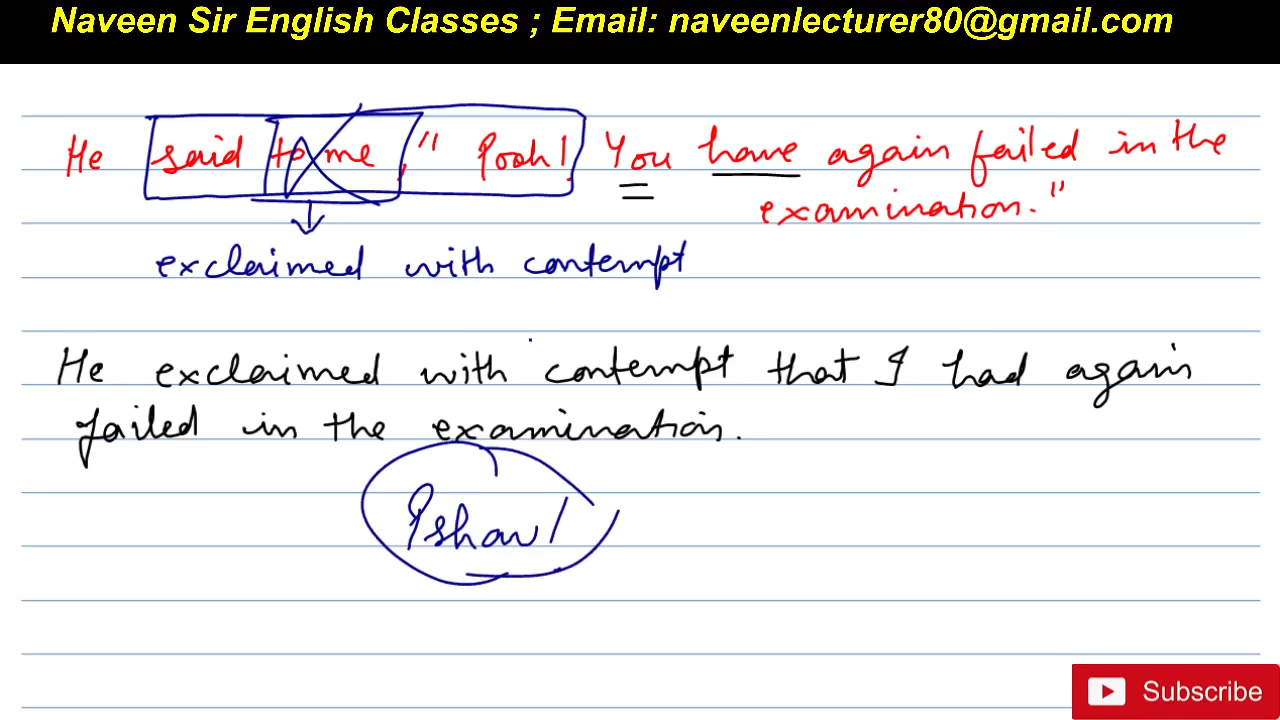 Naveen Sir English Classes ; Email: naveenlecturer80@gmail.com
He said to me, " Pooh! You have again failed in the
examination."
exclaimed with contempt
He exclaimed with contempt that I had again
failed in the examination.
Pshaw!
Subscribe